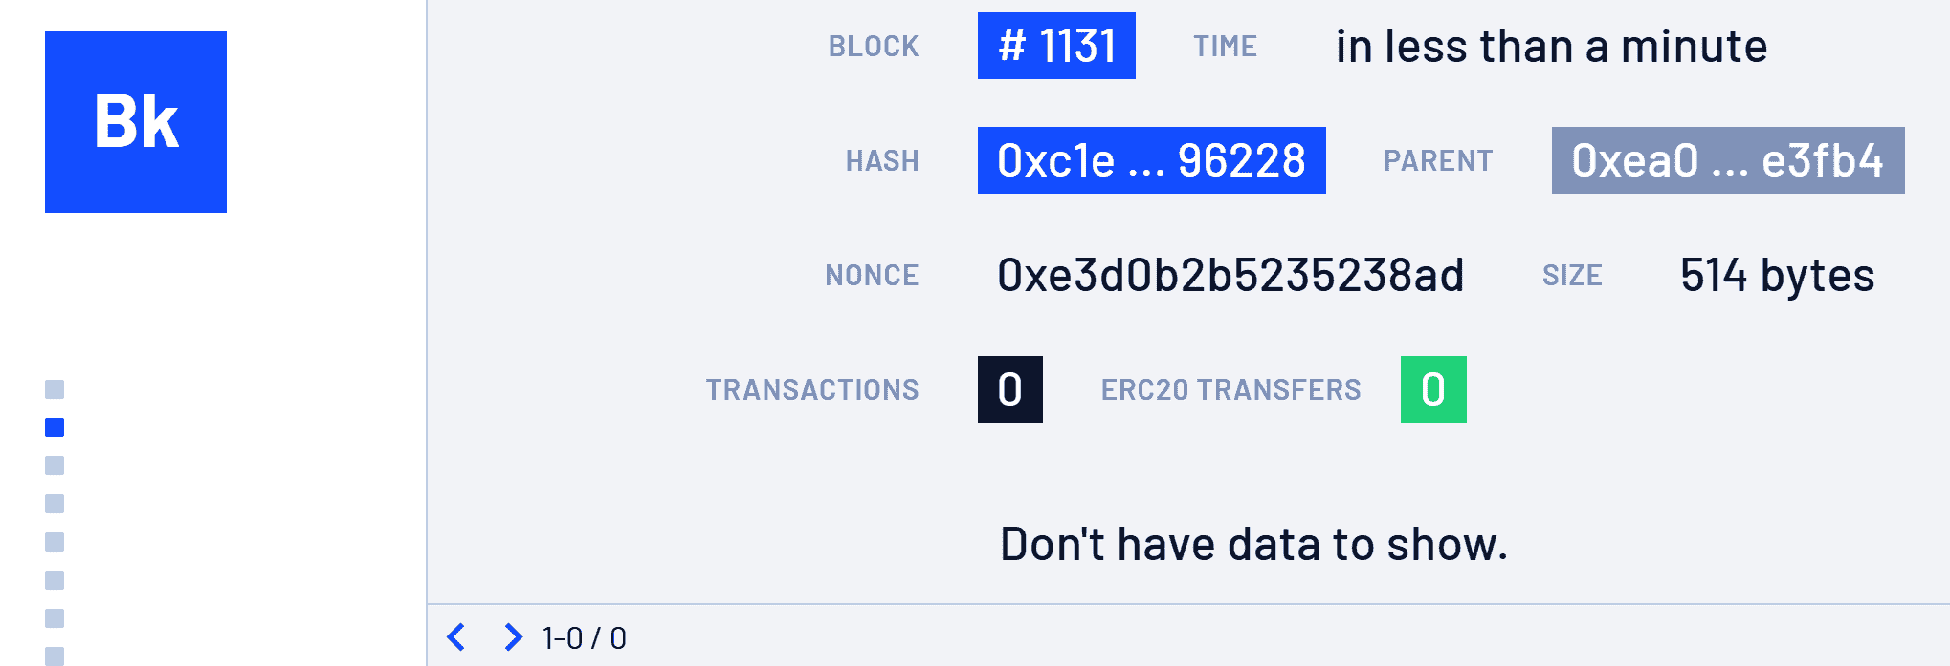 Bk
BLOCK # 1131 TIME in less than a minute
HASH 0xc1e ... 96228 PARENT 0xea0 ... e3fb4
NONCE 0xe3d0b2b5235238ad SIZE 514 bytes
TRANSACTIONS 0 ERC20 TRANSFERS 0
Don't have data to show.
1-0 / 0